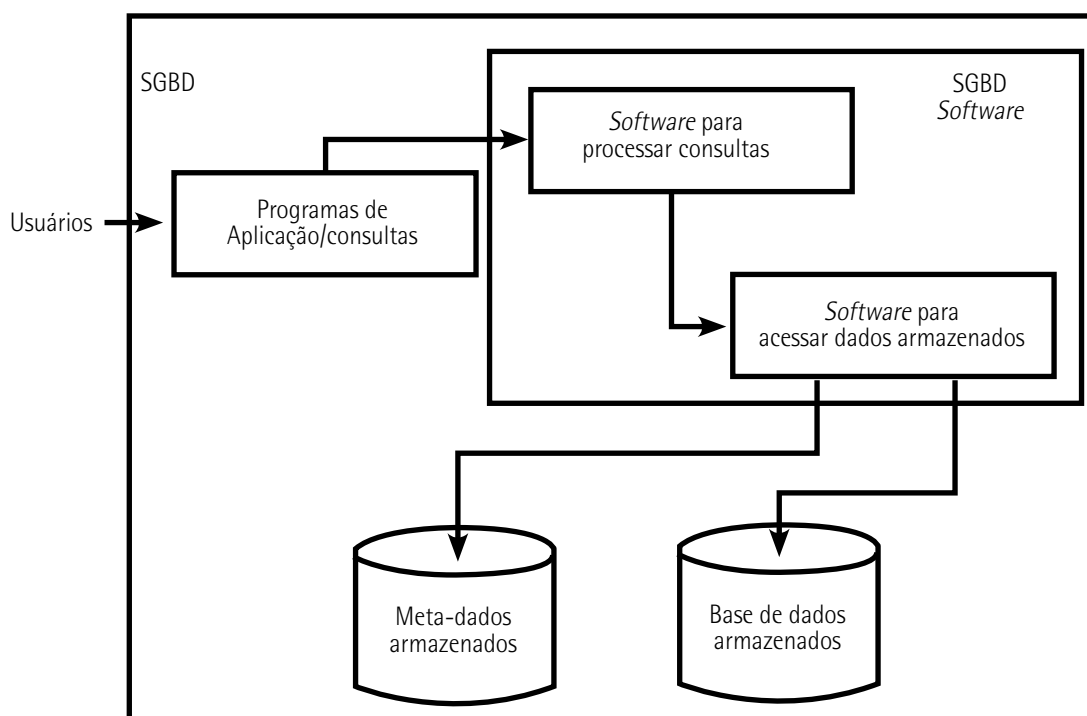 SGBD
SGBD
Software
Software para
processar consultas
Usuários
Programas de
Aplicação/consultas
Software para
acessar dados armazenados
Meta-dados
armazenados
Base de dados
armazenados